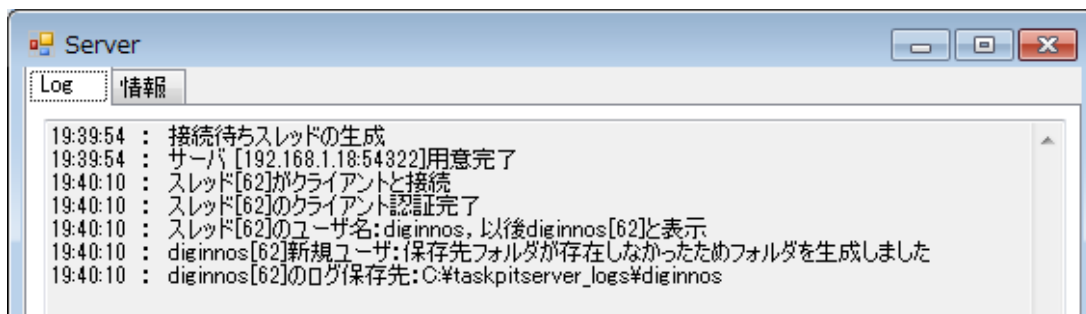 Server
Log 情報
19:39:54 : 接続待ちスレッドの生成
19:39:54 : サーバ [192.168.1.18:54322]用意完了
19:40:10 : スレッド[62]がクライアントと接続
19:40:10 : スレッド[62]のクライアント認証完了
19:40:10 : スレッド[62]のユーザ名:diginnos, 以後diginnos[62]と表示
19:40:10 : diginnos[62]新規ユーザ:保存先フォルダが存在しなかったためフォルダを生成しました
19:40:10 : diginnos[62]のログ保存先:C:¥taskpitserver_logs¥diginnos